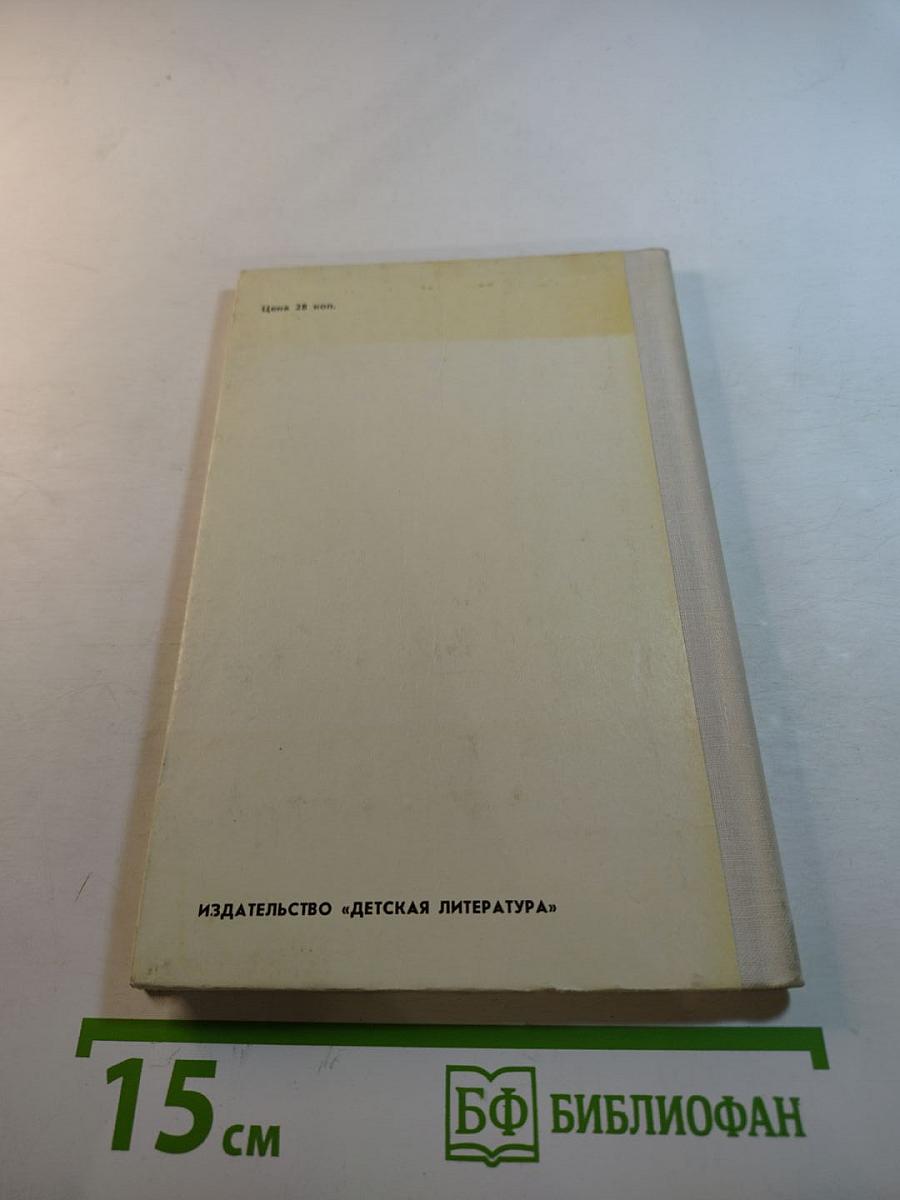 Цена 28 коп.
ИЗДАТЕЛЬСТВО «ДЕТСКАЯ ЛИТЕРАТУРА»
15 см
БФ БИБЛИОФАН